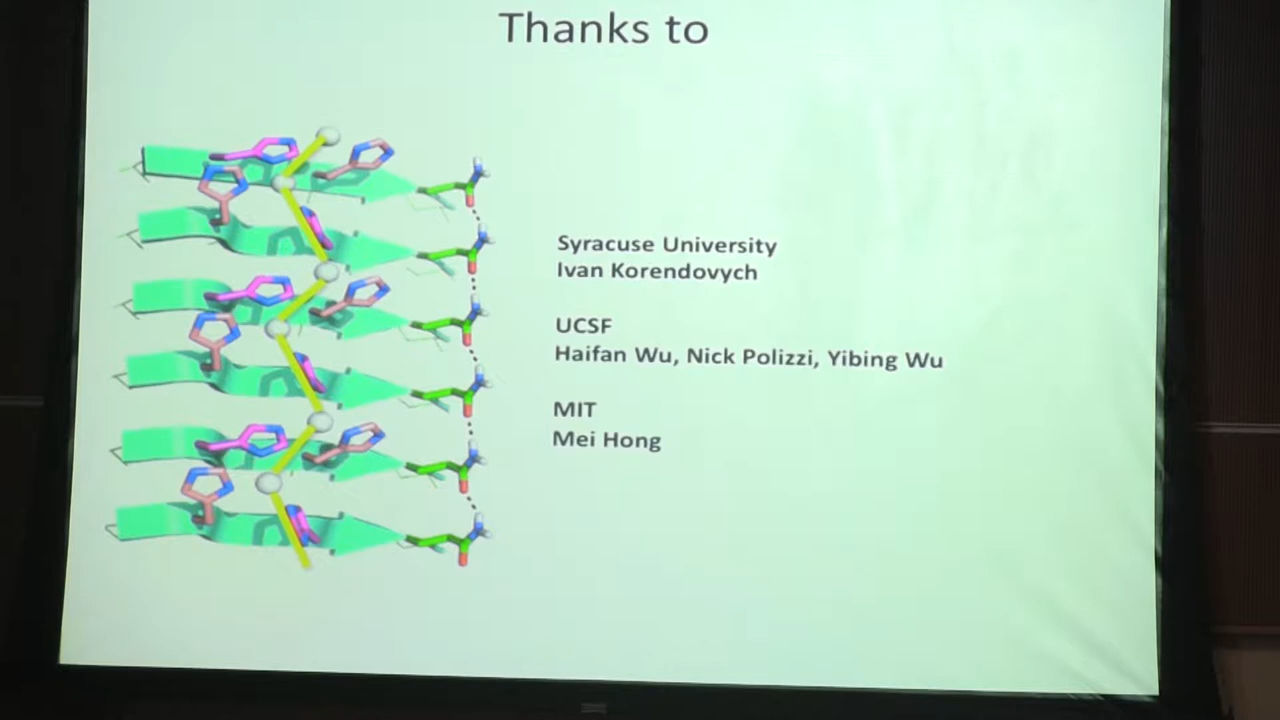 Thanks to
Syracuse University
Ivan Korendovych
UCSF
Haifan Wu, Nick Polizzi, Yibing Wu
MIT
Mei Hong